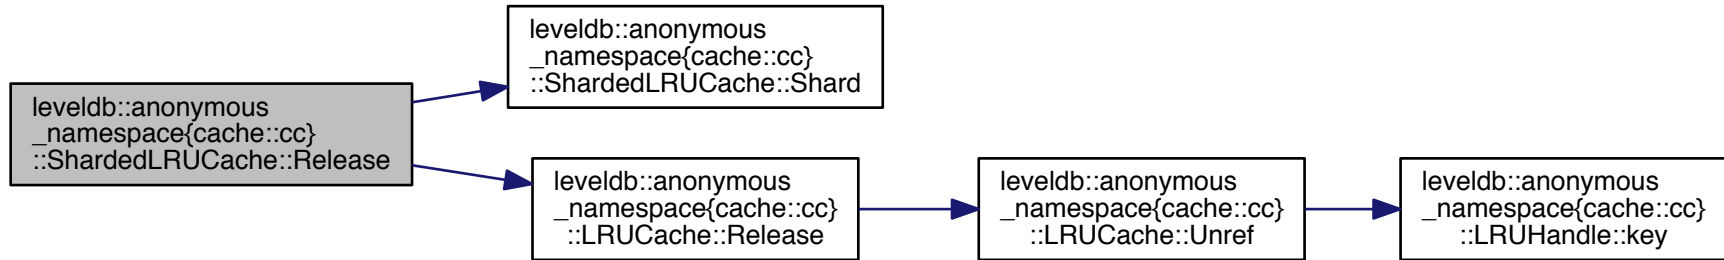 leveldb::anonymous
_namespace{cache::cc}
::ShardedLRUCache::Release
leveldb::anonymous
_namespace{cache::cc}
::ShardedLRUCache::Shard
leveldb::anonymous
_namespace{cache::cc}
::LRUCache::Release
leveldb::anonymous
_namespace{cache::cc}
::LRUCache::Unref
leveldb::anonymous
_namespace{cache::cc}
::LRUHandle::key